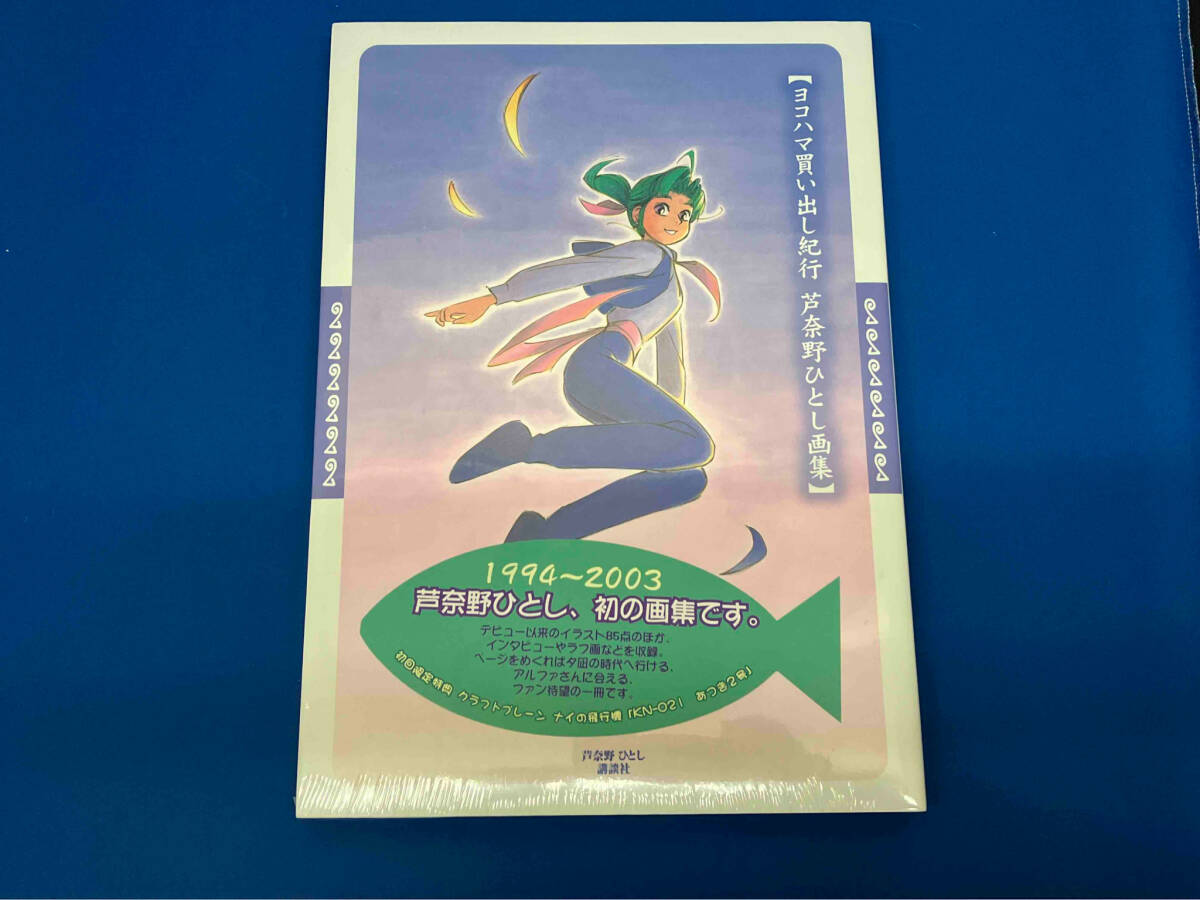 【ヨコハマ買い出し紀行 芦奈野ひとし画集】
1994～2003
芦奈野ひとし、初の画集です。
デビュー以来のイラスト85点のほか、
インタビューやラフ画などを収録。
ページをめくれば夕凪の時代へ行ける、
アルファさんに会える、
ファン待望の一冊です。
初回限定特典 クラフトプレーン ナイの飛行機「KN-021 あつき2号」
芦奈野 ひとし
講談社